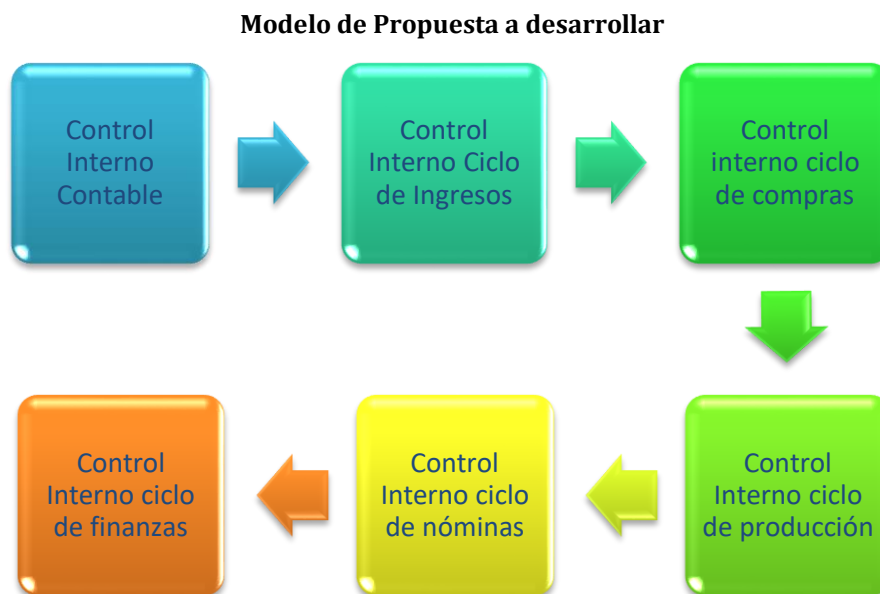 Modelo de Propuesta a desarrollar
Control
Interno
Contable
Control
Interno Ciclo
de Ingresos
Control
interno ciclo
de compras
Control
Interno ciclo
de producción
Control
Interno ciclo
de nóminas
Control
Interno ciclo
de finanzas